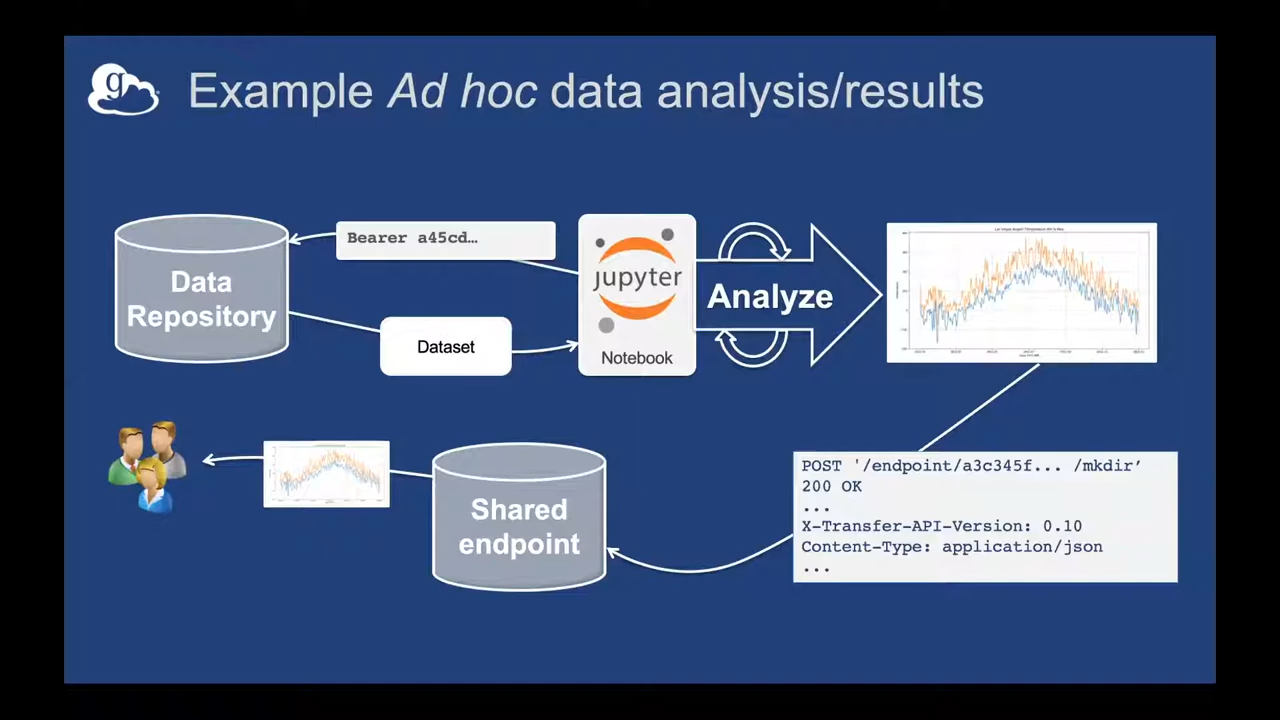 g
Example Ad hoc data analysis/results
Bearer a45cd…
Data
Repository
Dataset
jupyter
Notebook
Analyze
POST '/endpoint/a3c345f... /mkdir’
200 OK
...
X-Transfer-API-Version: 0.10
Content-Type: application/json
...
Shared
endpoint